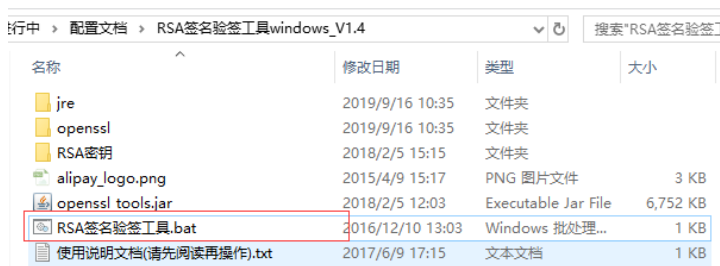 进行中 › 配置文档 › RSA签名验签工具windows_V1.4 搜索"RSA签名验签工
名称 修改日期 类型 大小
jre 2019/9/16 10:35 文件夹
openssl 2019/9/16 10:35 文件夹
RSA密钥 2018/2/5 15:15 文件夹
alipay_logo.png 2015/4/9 15:17 PNG 图片文件 3 KB
openssl tools.jar 2018/2/5 12:03 Executable Jar File 6,752 KB
RSA签名验签工具.bat 2016/12/10 13:03 Windows 批处理... 1 KB
使用说明文档(请先阅读再操作).txt 2017/6/9 17:15 文本文档 1 KB